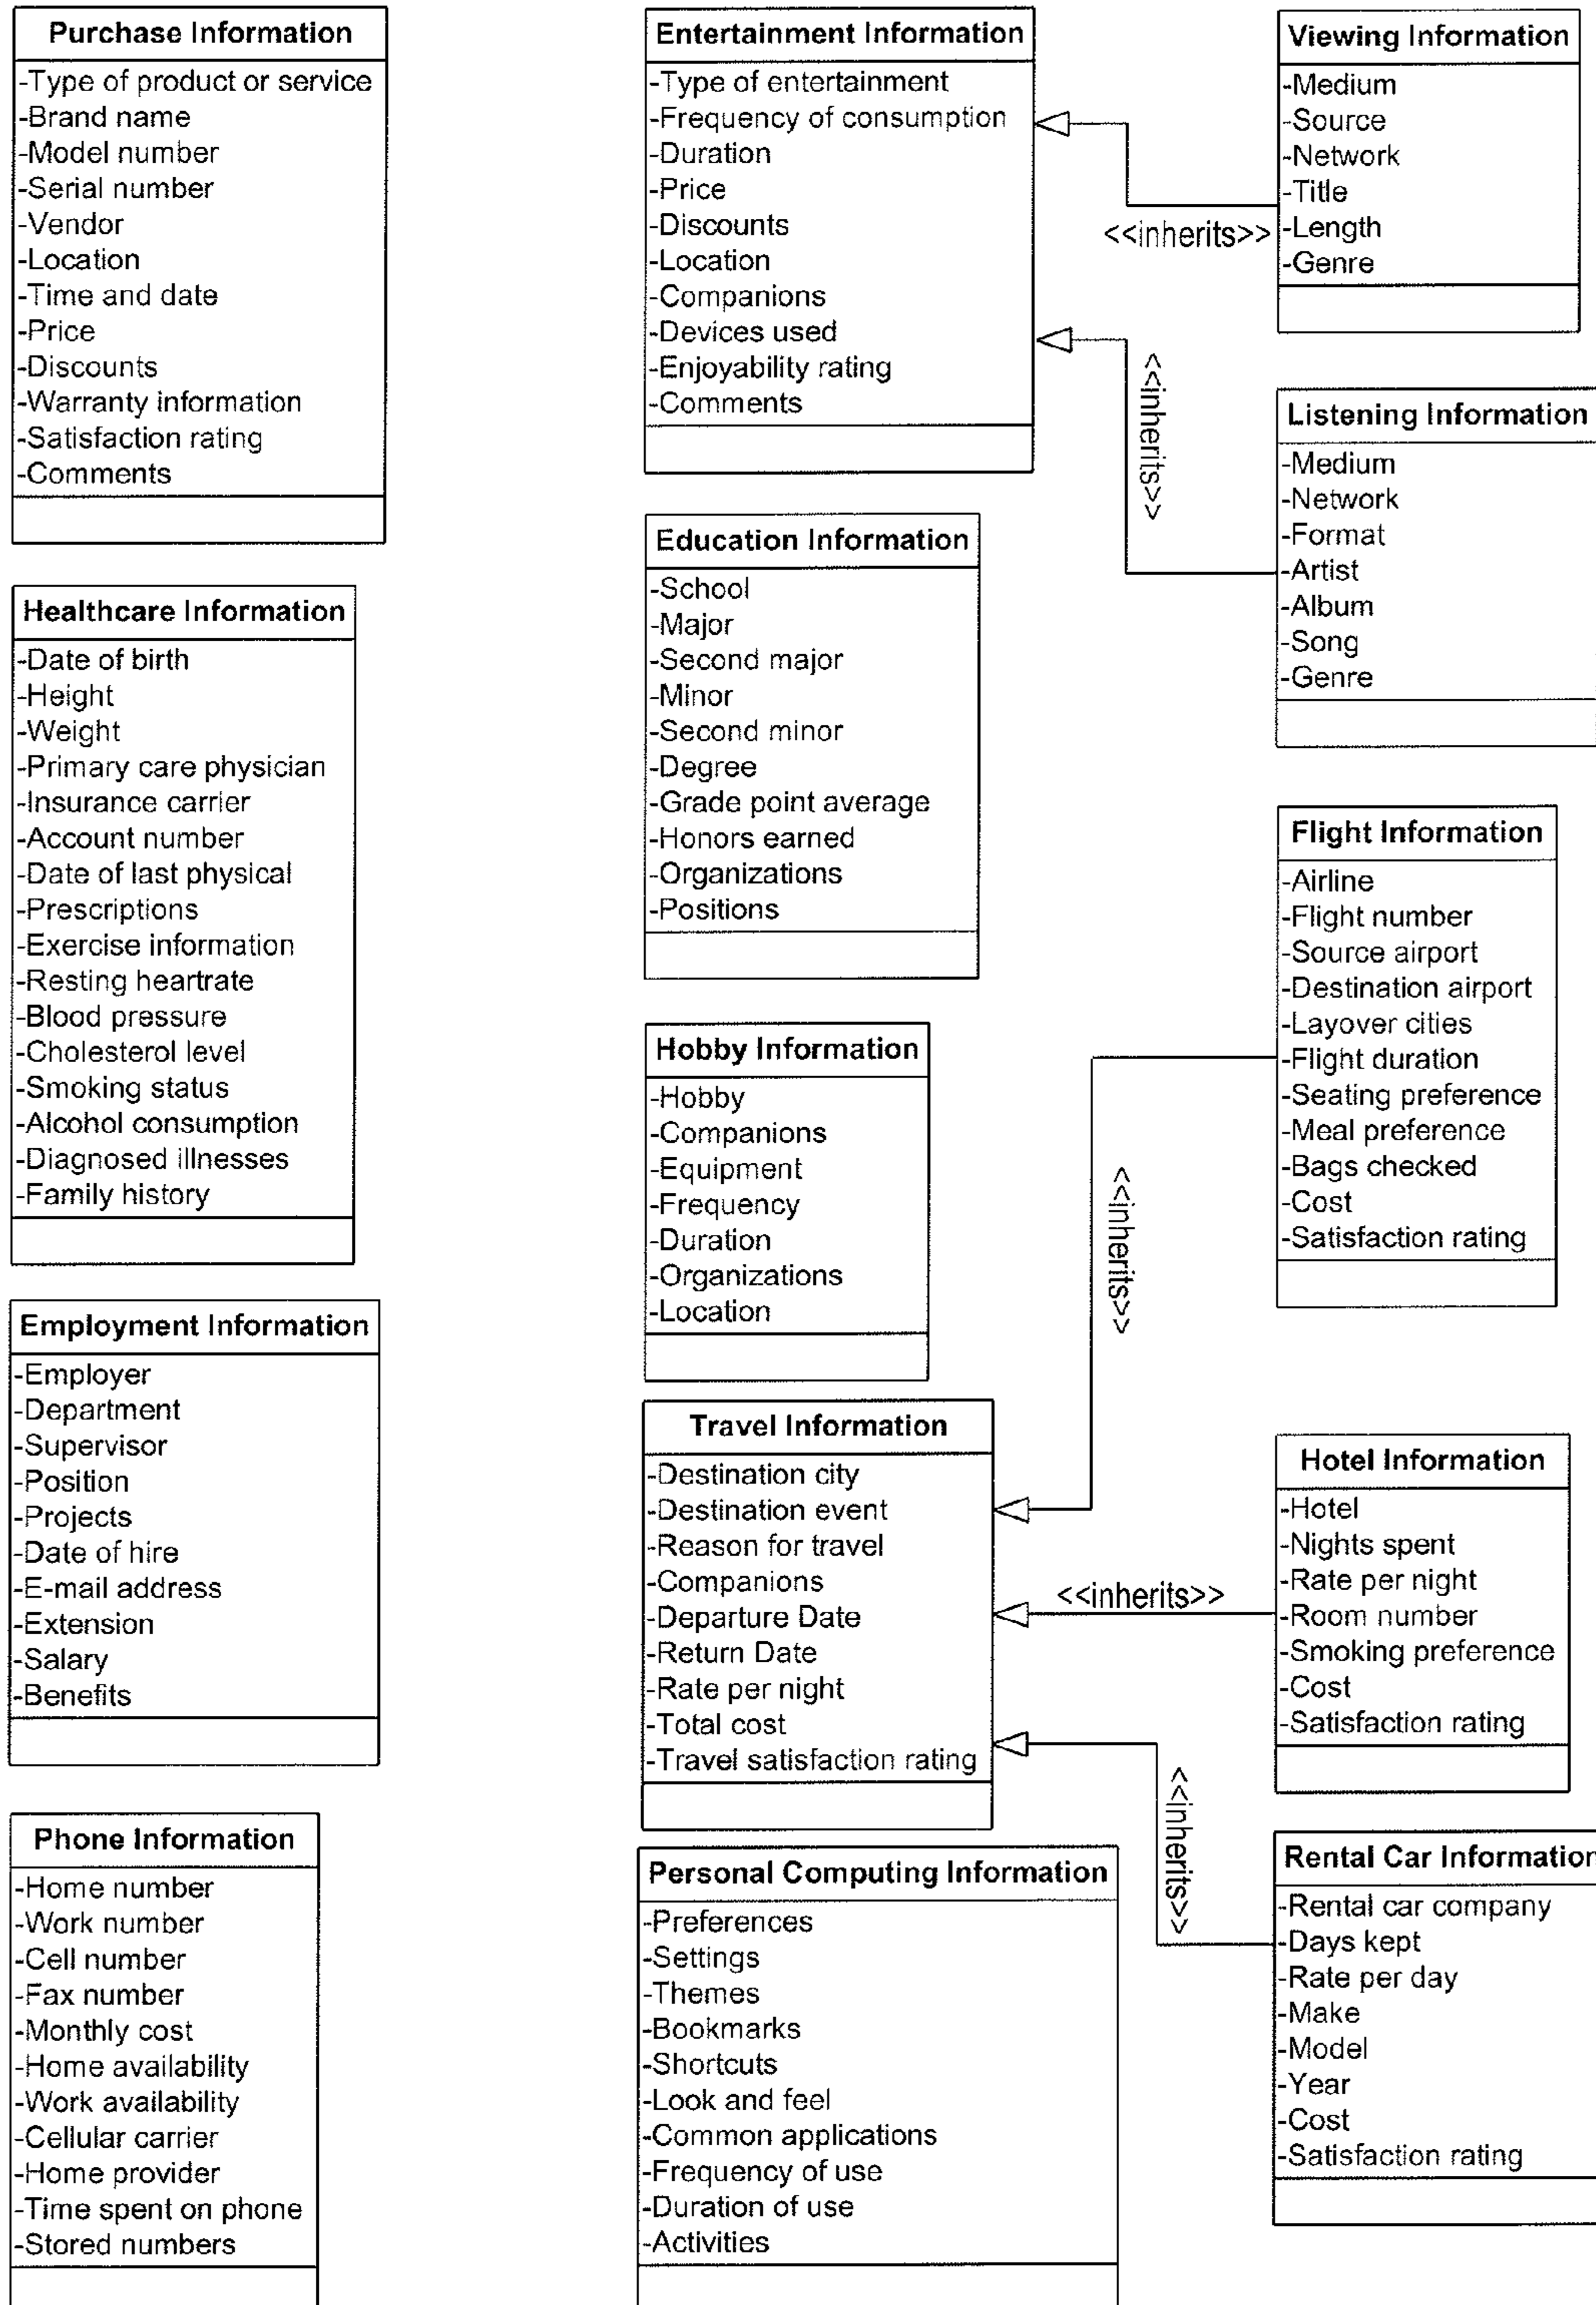 Purchase Information
-Type of product or service
-Brand name
-Model number
-Serial number
-Vendor
-Location
-Time and date
-Price
-Discounts
-Warranty information
-Satisfaction rating
-Comments
Healthcare Information
-Date of birth
-Height
-Weight
-Primary care physician
-Insurance carrier
-Account number
-Date of last physical
-Prescriptions
-Exercise information
-Resting heartrate
-Blood pressure
-Cholesterol level
-Smoking status
-Alcohol consumption
-Diagnosed illnesses
-Family history
Employment Information
-Employer
-Department
-Supervisor
-Position
-Projects
-Date of hire
-E-mail address
-Extension
-Salary
-Benefits
Phone Information
-Home number
-Work number
-Cell number
-Fax number
-Monthly cost
-Home availability
-Work availability
-Cellular carrier
-Home provider
-Time spent on phone
-Stored numbers
Entertainment Information
-Type of entertainment
-Frequency of consumption
-Duration
-Price
-Discounts
-Location
-Companions
-Devices used
-Enjoyability rating
-Comments
Education Information
-School
-Major
-Second major
-Minor
-Second minor
-Degree
-Grade point average
-Honors earned
-Organizations
-Positions
Hobby Information
-Hobby
-Companions
-Equipment
-Frequency
-Duration
-Organizations
-Location
Travel Information
-Destination city
-Destination event
-Reason for travel
-Companions
-Departure Date
-Return Date
-Rate per night
-Total cost
-Travel satisfaction rating
Personal Computing Information
-Preferences
-Settings
-Themes
-Bookmarks
-Shortcuts
-Look and feel
-Common applications
-Frequency of use
-Duration of use
-Activities
<<inherits>>
<<inherits>>
<<inherits>>
<<inherits>>
<<inherits>>
Viewing Information
-Medium
-Source
-Network
-Title
-Length
-Genre
Listening Information
-Medium
-Network
-Format
-Artist
-Album
-Song
-Genre
Flight Information
-Airline
-Flight number
-Source airport
-Destination airport
-Layover cities
-Flight duration
-Seating preference
-Meal preference
-Bags checked
-Cost
-Satisfaction rating
Hotel Information
-Hotel
-Nights spent
-Rate per night
-Room number
-Smoking preference
-Cost
-Satisfaction rating
Rental Car Information
-Rental car company
-Days kept
-Rate per day
-Make
-Model
-Year
-Cost
-Satisfaction rating